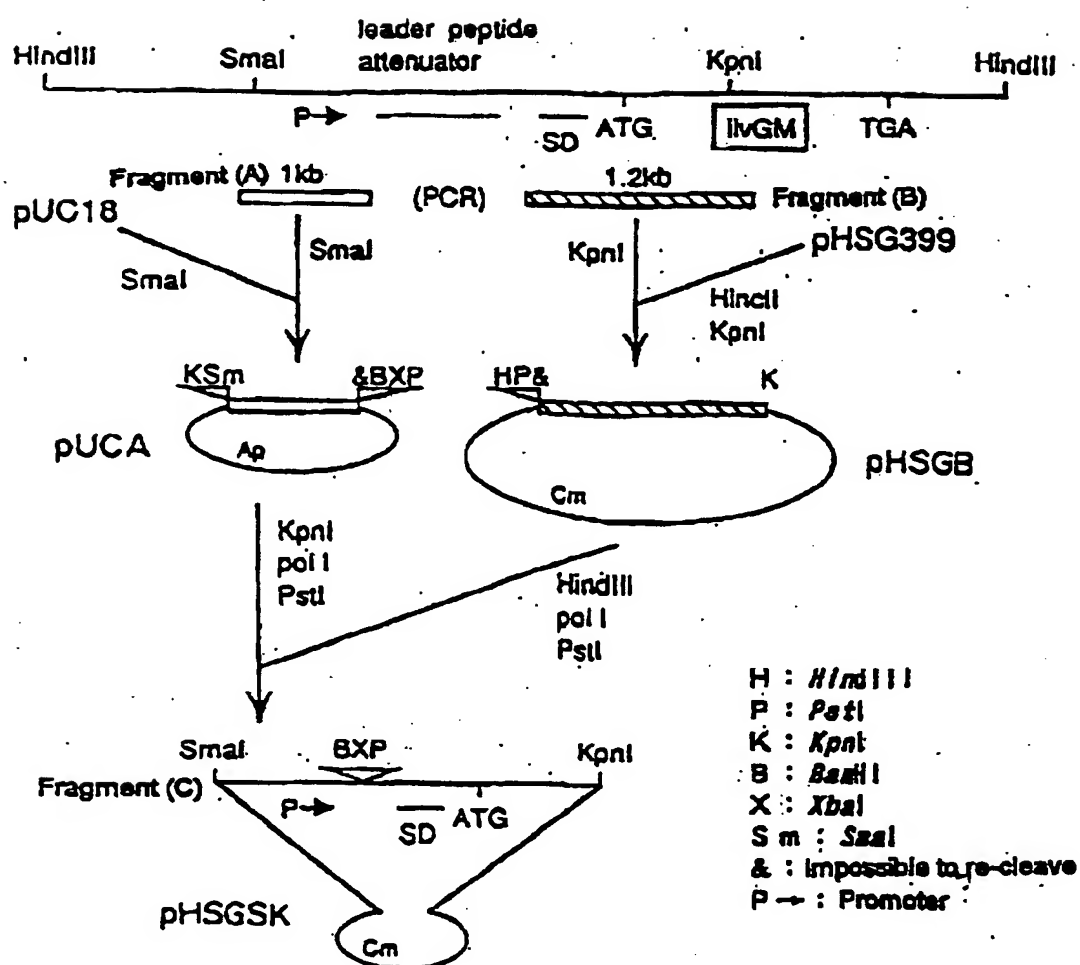 leader peptide
HindIII SmaI attenuator KpnI HindIII
P→ SD ATG IlvGM TGA
Fragment (A) 1kb (PCR) 1.2kb Fragment (B)
pUC18 pHSG399
SmaI KpnI
SmaI HincII
KpnI
KSm &BXP HP& K
pUCA Ap pHSGB
Cm
KpnI
pol I
PstI
HindIII
pol I
PstI
SmaI BXP KpnI
Fragment (C)
P→ SD ATG
pHSGSK
Cm
H : HindIII
P : PstI
K : KpnI
B : BamHI
X : XbaI
Sm : SmaI
& : Impossible to re-cleave
P→ : Promoter